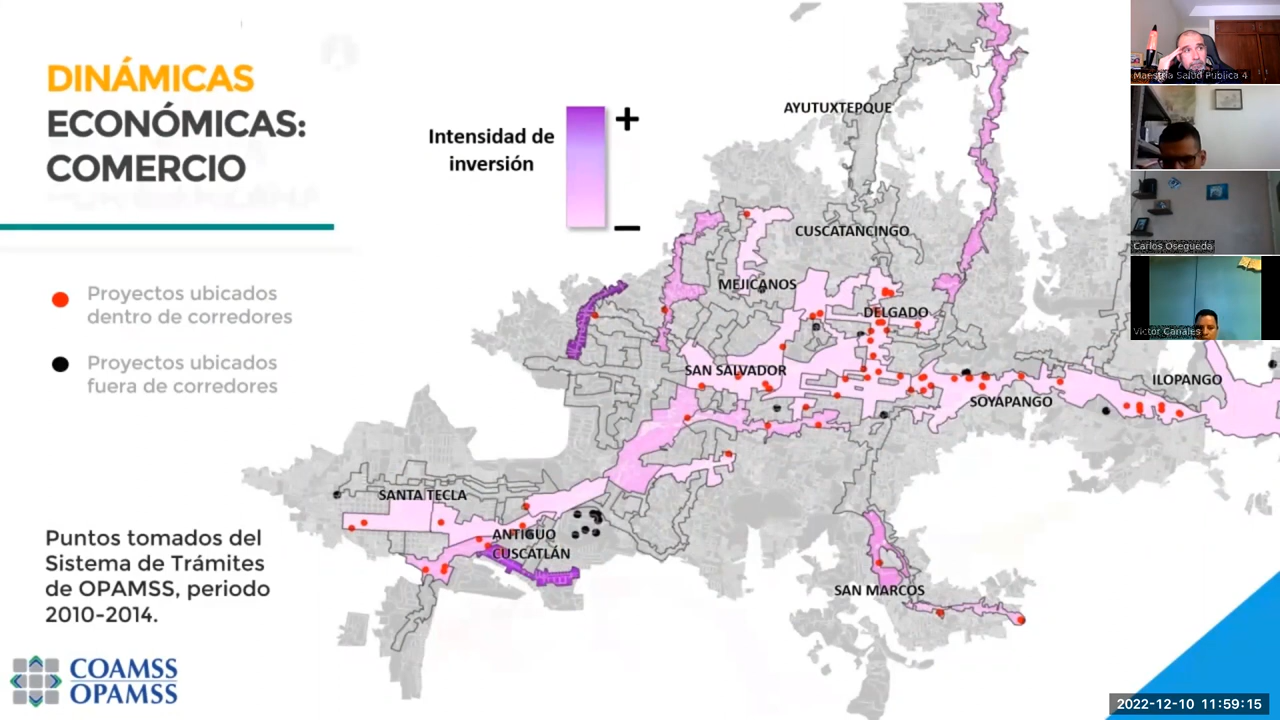 DINÁMICAS
ECONÓMICAS:
COMERCIO
Intensidad de
inversión
+
−
Proyectos ubicados
dentro de corredores
Proyectos ubicados
fuera de corredores
Puntos tomados del
Sistema de Trámites
de OPAMSS, periodo
2010-2014.
COAMSS
OPAMSS
AYUTUXTEPEQUE
CUSCATANCINGO
MEJICANOS
DELGADO
SAN SALVADOR
ILOPANGO
SOYAPANGO
SANTA TECLA
ANTIGUO
CUSCATLÁN
SAN MARCOS
Maestría Salud Pública 4
Carlos Osegueda
Victor Canales
2022-12-10 11:59:15